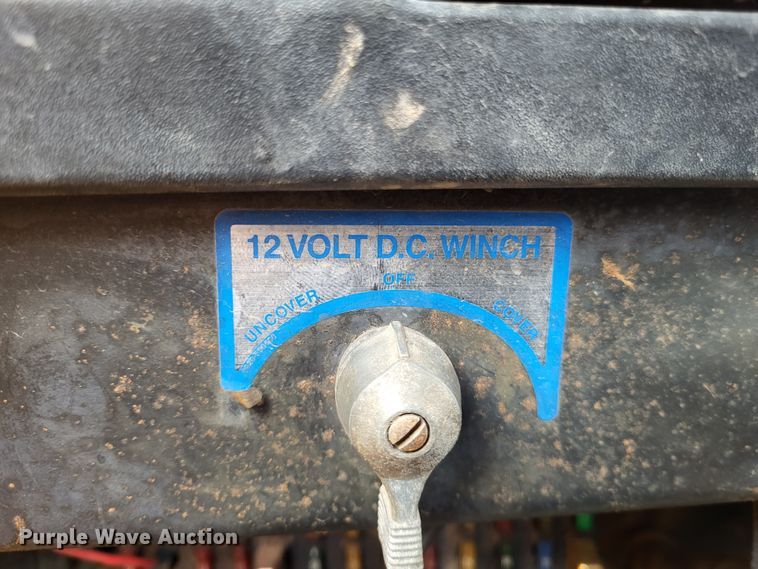 12 VOLT D.C. WINCH
OFF
UNCOVER
COVER
Purple Wave Auction